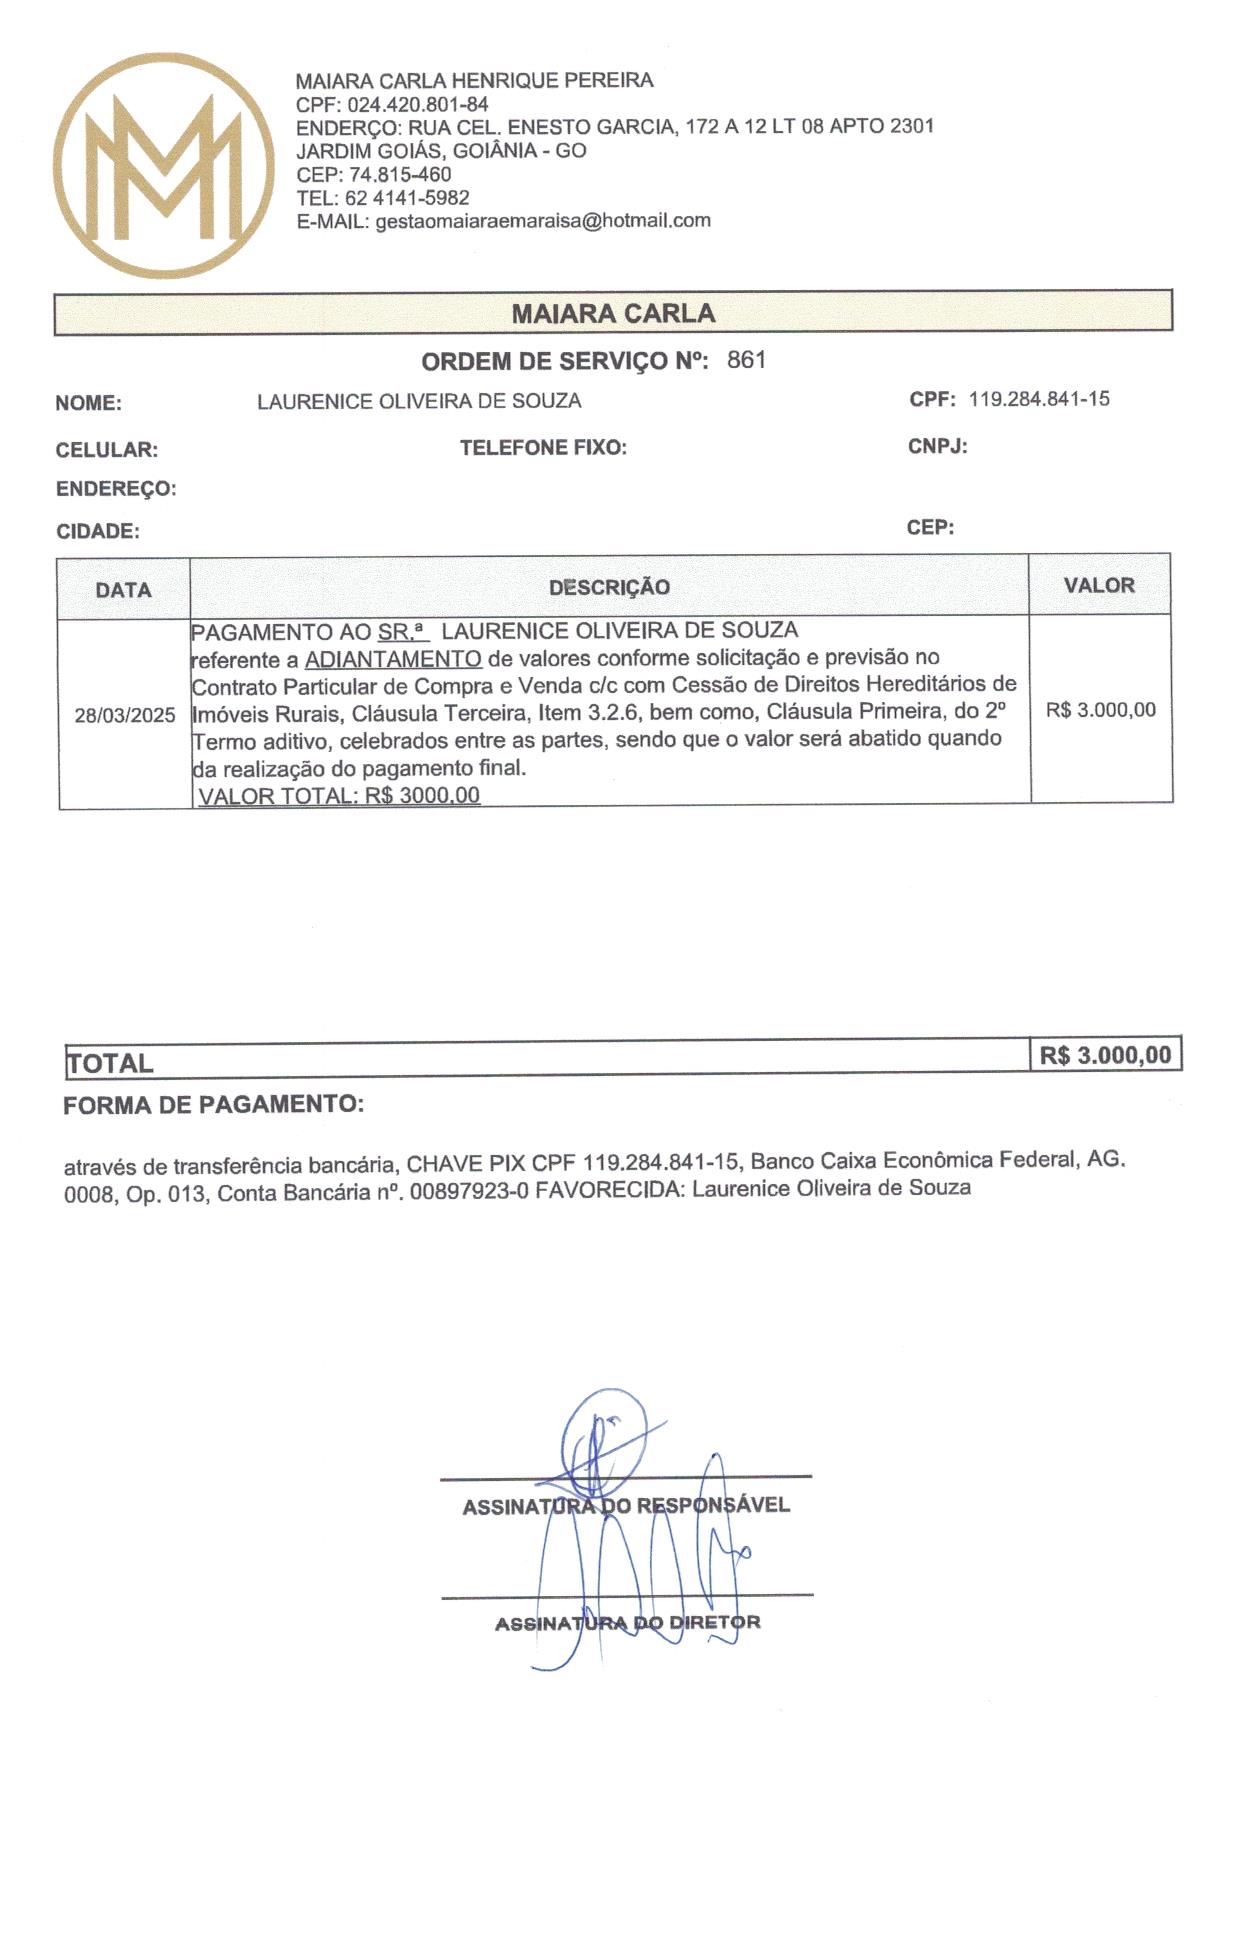 MAIARA CARLA HENRIQUE PEREIRA
CPF: 024.420.801-84
ENDERÇO: RUA CEL. ENESTO GARCIA, 172 A 12 LT 08 APTO 2301
JARDIM GOIÁS, GOIÂNIA - GO
CEP: 74.815-460
TEL: 62 4141-5982
E-MAIL: gestaomaiaraemaraisa@hotmail.com
MAIARA CARLA
ORDEM DE SERVIÇO Nº: 861
NOME: LAURENICE OLIVEIRA DE SOUZA CPF: 119.284.841-15
CELULAR: TELEFONE FIXO: CNPJ:
ENDEREÇO:
CIDADE: CEP:
DATA DESCRIÇÃO VALOR
PAGAMENTO AO SR.ª LAURENICE OLIVEIRA DE SOUZA
referente a ADIANTAMENTO de valores conforme solicitação e previsão no
Contrato Particular de Compra e Venda c/c com Cessão de Direitos Hereditários de
28/03/2025 Imóveis Rurais, Cláusula Terceira, Item 3.2.6, bem como, Cláusula Primeira, do 2º R$ 3.000,00
Termo aditivo, celebrados entre as partes, sendo que o valor será abatido quando
da realização do pagamento final.
VALOR TOTAL: R$ 3000,00
TOTAL R$ 3.000,00
FORMA DE PAGAMENTO:
através de transferência bancária, CHAVE PIX CPF 119.284.841-15, Banco Caixa Econômica Federal, AG.
0008, Op. 013, Conta Bancária nº. 00897923-0 FAVORECIDA: Laurenice Oliveira de Souza
ASSINATURA DO RESPONSÁVEL
ASSINATURA DO DIRETOR